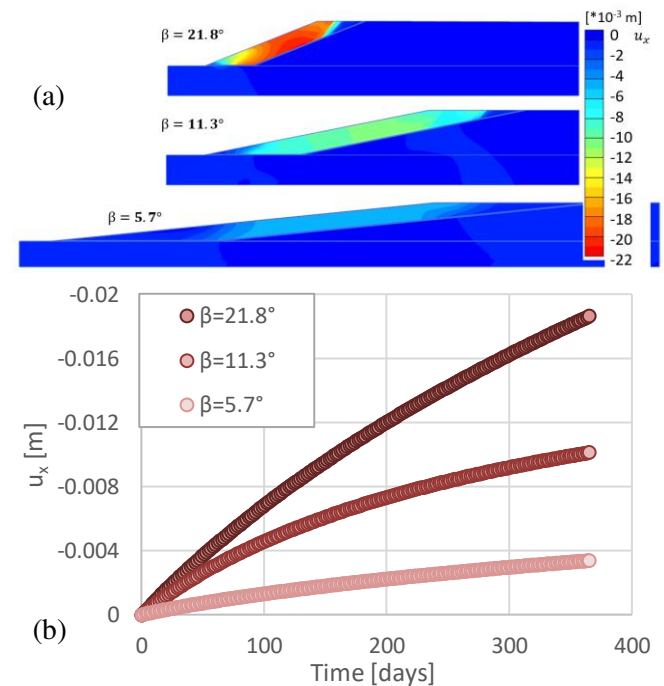 [*10⁻³ m]
β = 21.8°
0 uₓ
-2
-4
-6
(a)
-8
β = 11.3°
-10
-12
-14
-16
β = 5.7°
-18
-20
-22
-0.02
β=21.8°
-0.016
β=11.3°
-0.012
β=5.7°
uₓ [m]
-0.008
-0.004
(b)
0
0 100 200 300 400
Time [days]